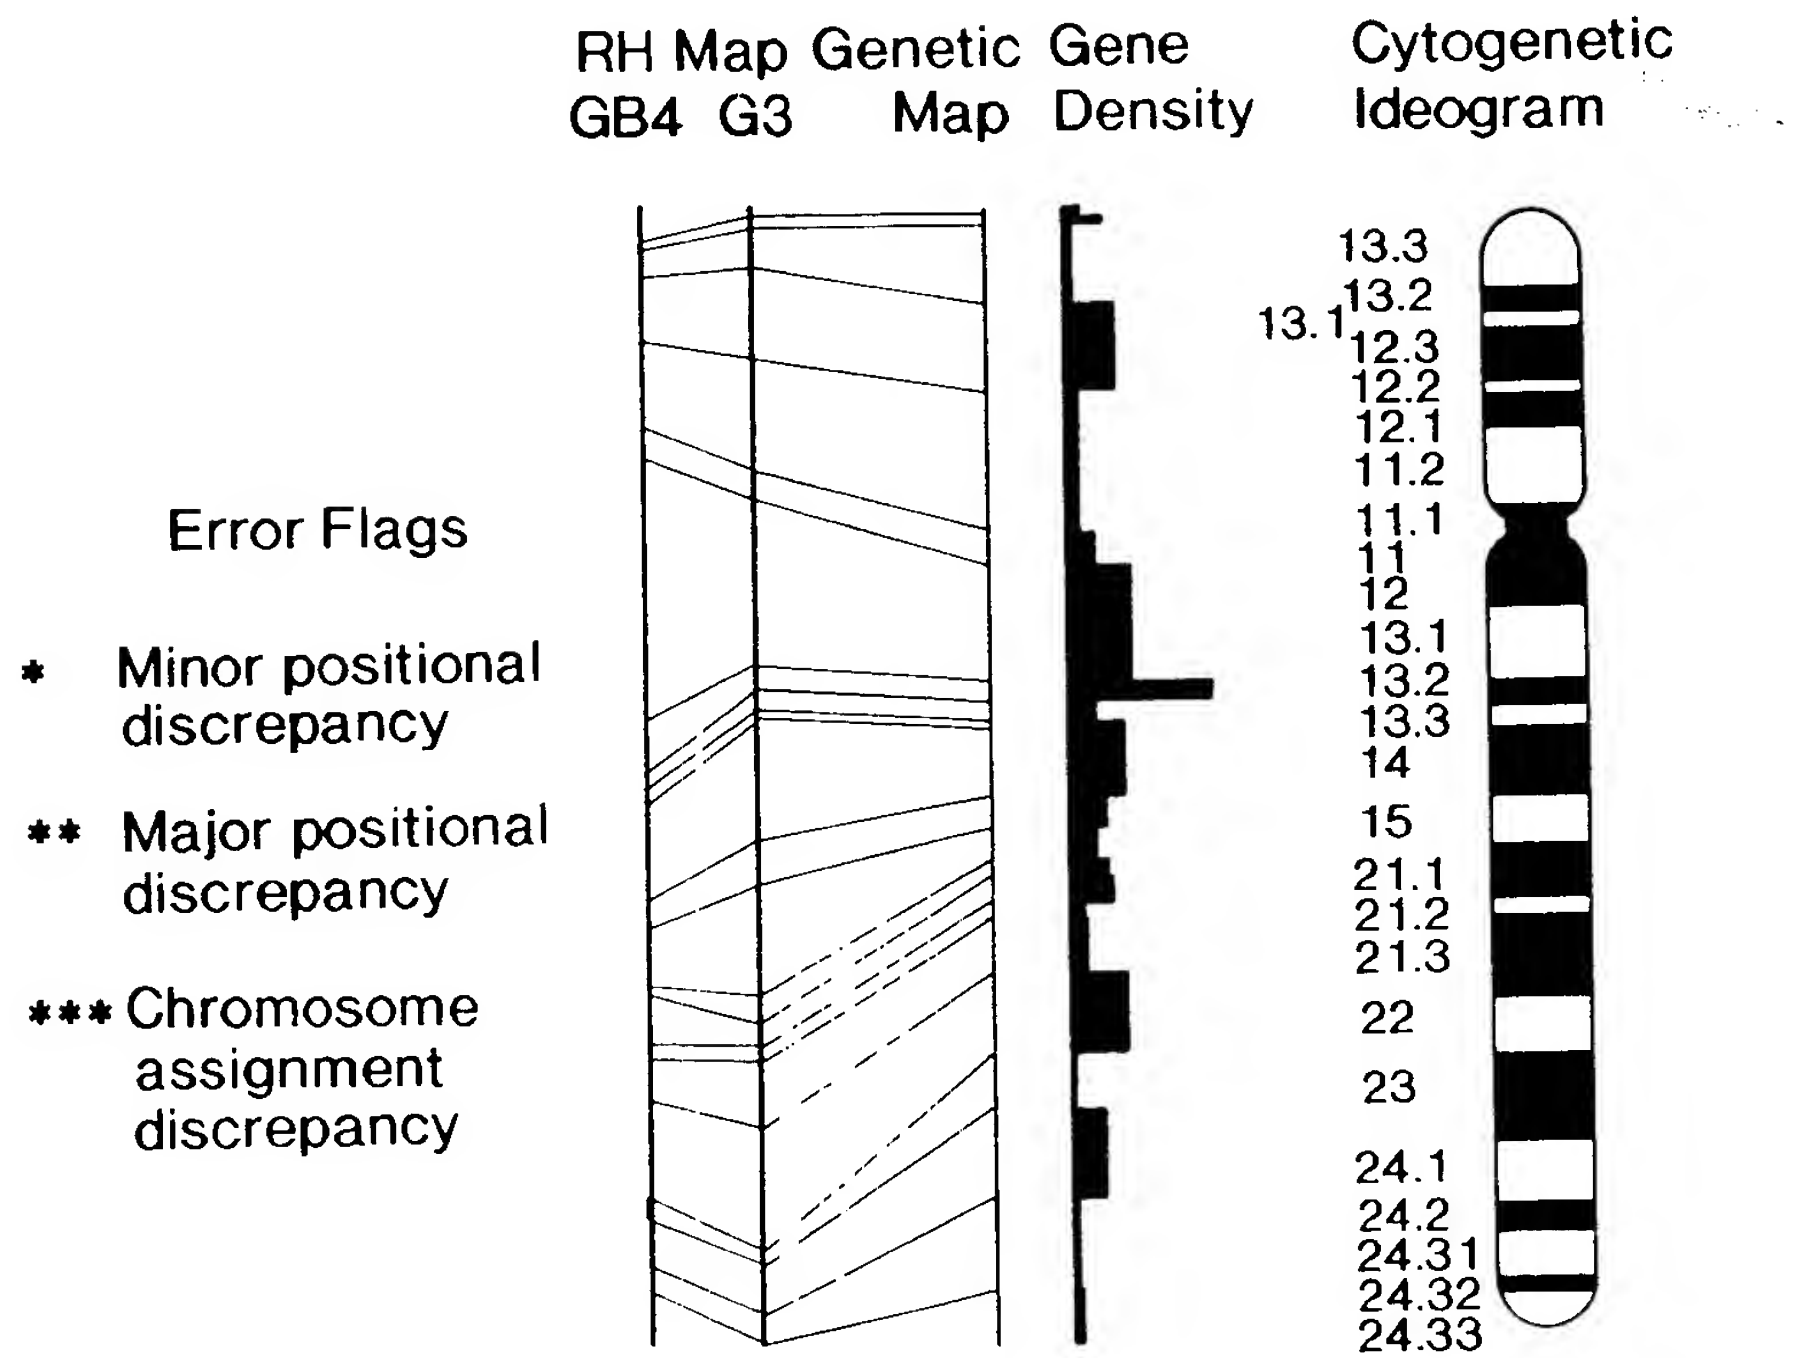 RH Map Genetic Gene Cytogenetic
GB4 G3 Map Density Ideogram
13.3
13.2
13.1
12.3
12.2
12.1
11.2
11.1
11
12
13.1
13.2
13.3
14
15
21.1
21.2
21.3
22
23
24.1
24.2
24.31
24.32
24.33
Error Flags
* Minor positional
discrepancy
** Major positional
discrepancy
*** Chromosome
assignment
discrepancy